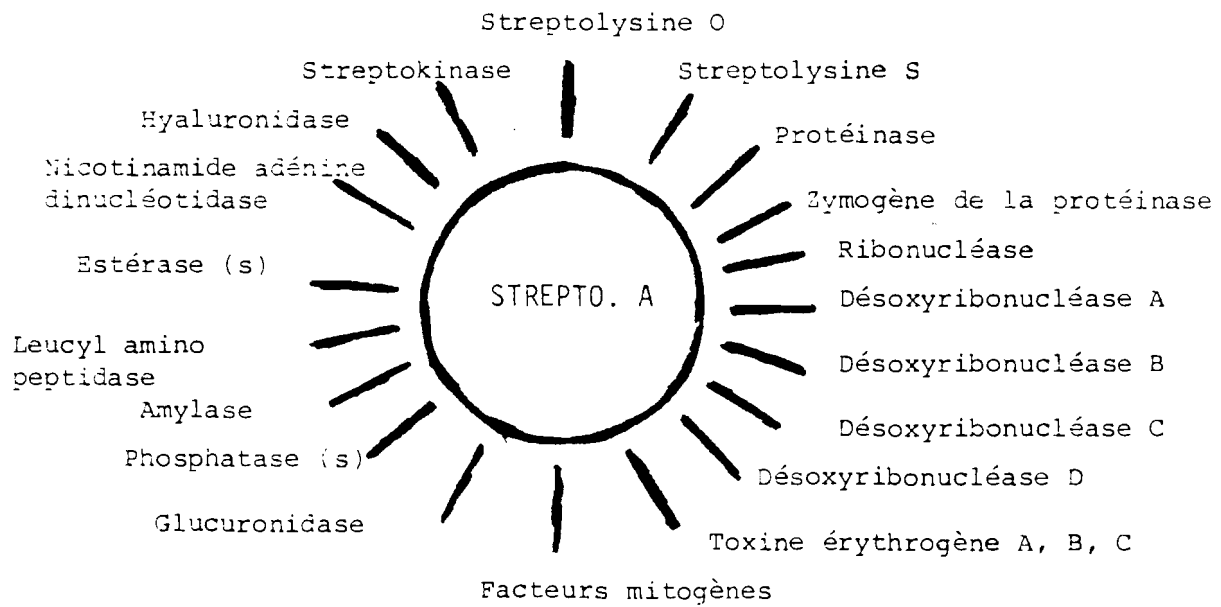 Streptolysine O
Streptokinase
Streptolysine S
Hyaluronidase
Protéinase
Nicotinamide adénine
dinucléotidase
Zymogène de la protéinase
Ribonucléase
Estérase (s)
STREPTO. A
Désoxyribonucléase A
Leucyl amino
peptidase
Désoxyribonucléase B
Amylase
Désoxyribonucléase C
Phosphatase (s)
Désoxyribonucléase D
Glucuronidase
Toxine érythrogène A, B, C
Facteurs mitogènes